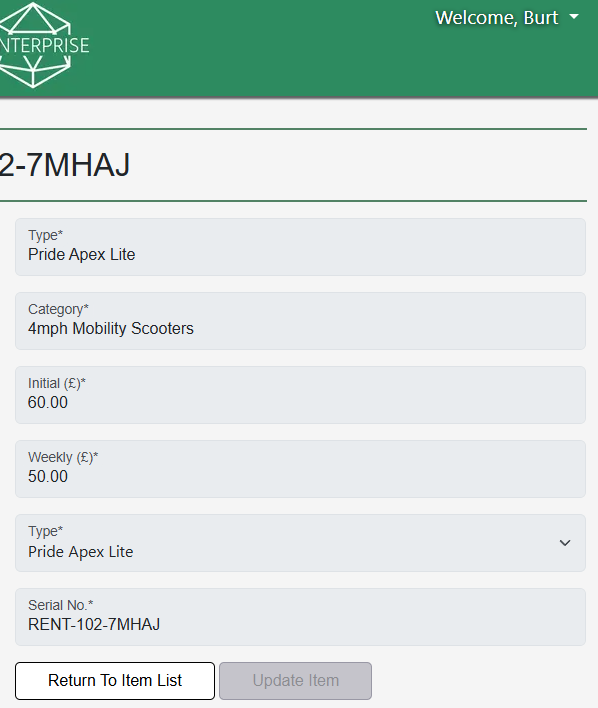 Welcome, Burt
NTERPRISE
2-7MHAJ
Type*
Pride Apex Lite
Category*
4mph Mobility Scooters
Initial (£)*
60.00
Weekly (£)*
50.00
Type*
Pride Apex Lite
Serial No.*
RENT-102-7MHAJ
Return To Item List
Update Item